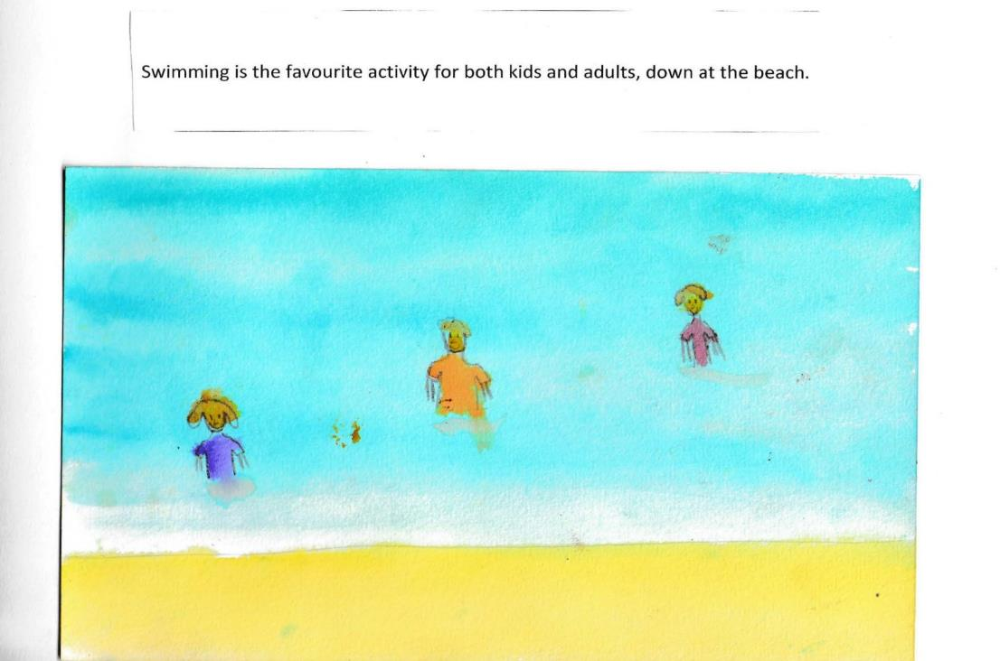 Swimming is the favourite activity for both kids and adults, down at the beach.